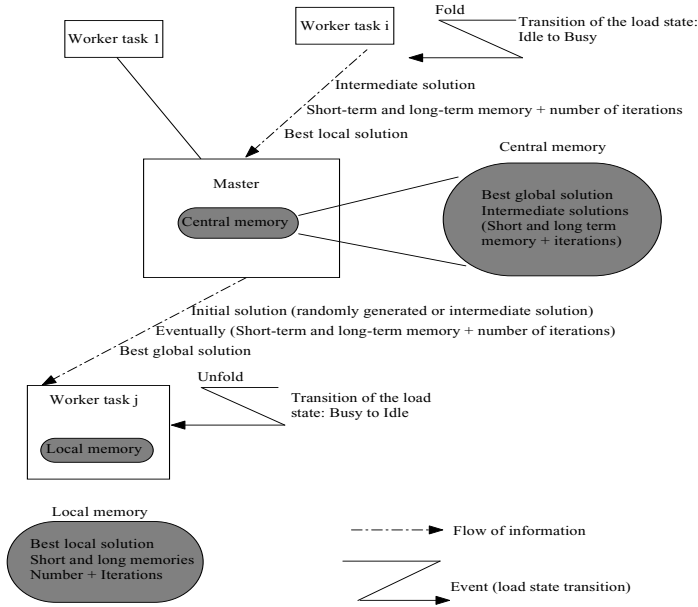 Fold
Worker task 1
Worker task i
Transition of the load state:
Idle to Busy
Intermediate solution
Short-term and long-term memory + number of iterations
Best local solution
Central memory
Master
Central memory
Best global solution
Intermediate solutions
(Short and long term
memory + iterations)
Initial solution (randomly generated or intermediate solution)
Eventually (Short-term and long-term memory + number of iterations)
Best global solution
Unfold
Worker task j
Transition of the load
state: Busy to Idle
Local memory
Local memory
Best local solution
Short and long memories
Number + Iterations
Flow of information
Event (load state transition)